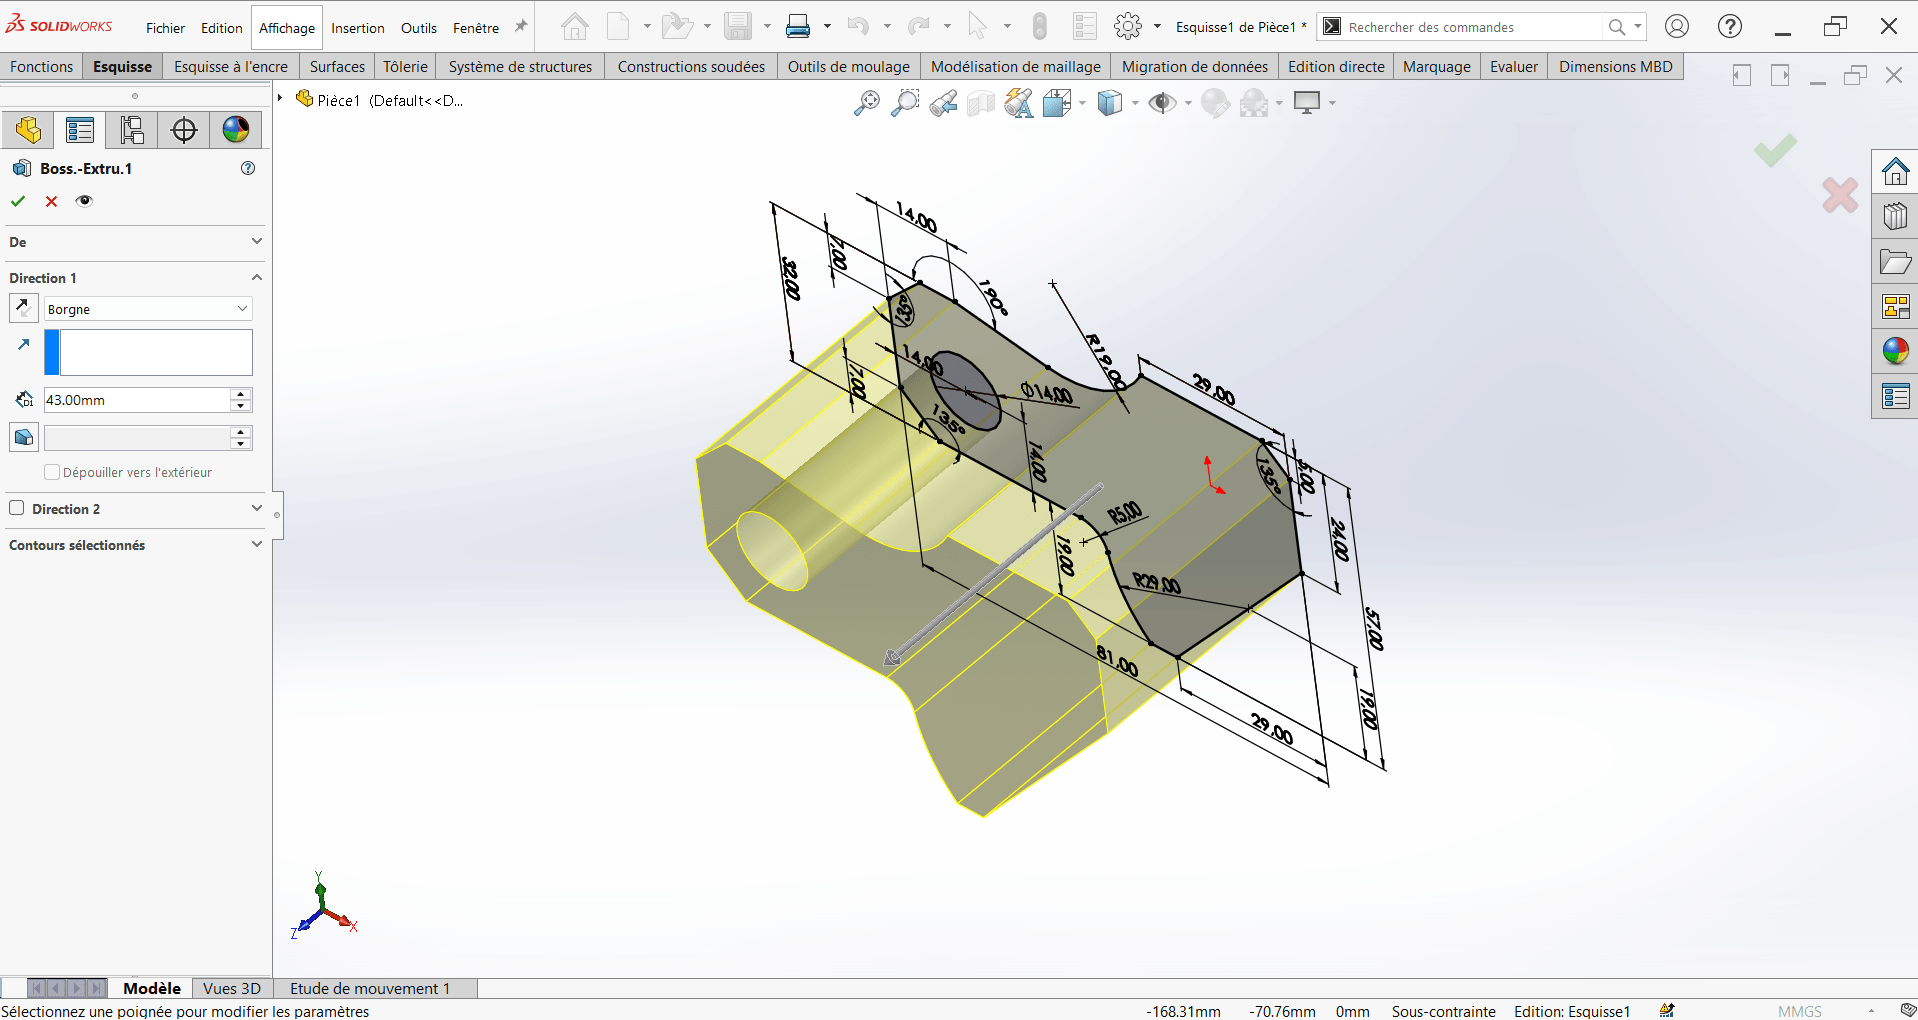 SOLIDWORKS Fichier Edition Affichage Insertion Outils Fenêtre Esquisse1 de Pièce1 * Rechercher des commandes
Fonctions Esquisse Esquisse à l'encre Surfaces Tôlerie Système de structures Constructions soudées Outils de moulage Modélisation de maillage Migration de données Edition directe Marquage Evaluer Dimensions MBD
Pièce1 (Default<<D...
Boss.-Extru.1
De
Direction 1
Borgne
D1
43.00mm
Dépouiller vers l'extérieur
Direction 2
Contours sélectionnés
14,00
7,00
32,00
190°
135°
R19,00
14,00
7,00
Ø14,00
29,00
135°
14,00
135°
5,00
R5,00
24,00
19,00
R29,00
57,00
81,00
19,00
29,00
Y
X
Z
Modèle Vues 3D Etude de mouvement 1
Sélectionnez une poignée pour modifier les paramètres -168.31mm -70.76mm 0mm Sous-contrainte Edition: Esquisse1 MMGS